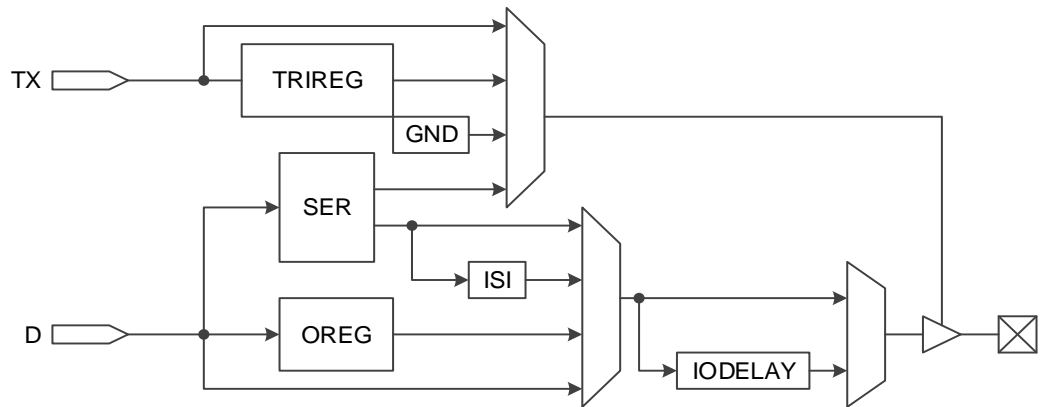 TX
TRIREG
GND
SER
ISI
D
OREG
IODELAY